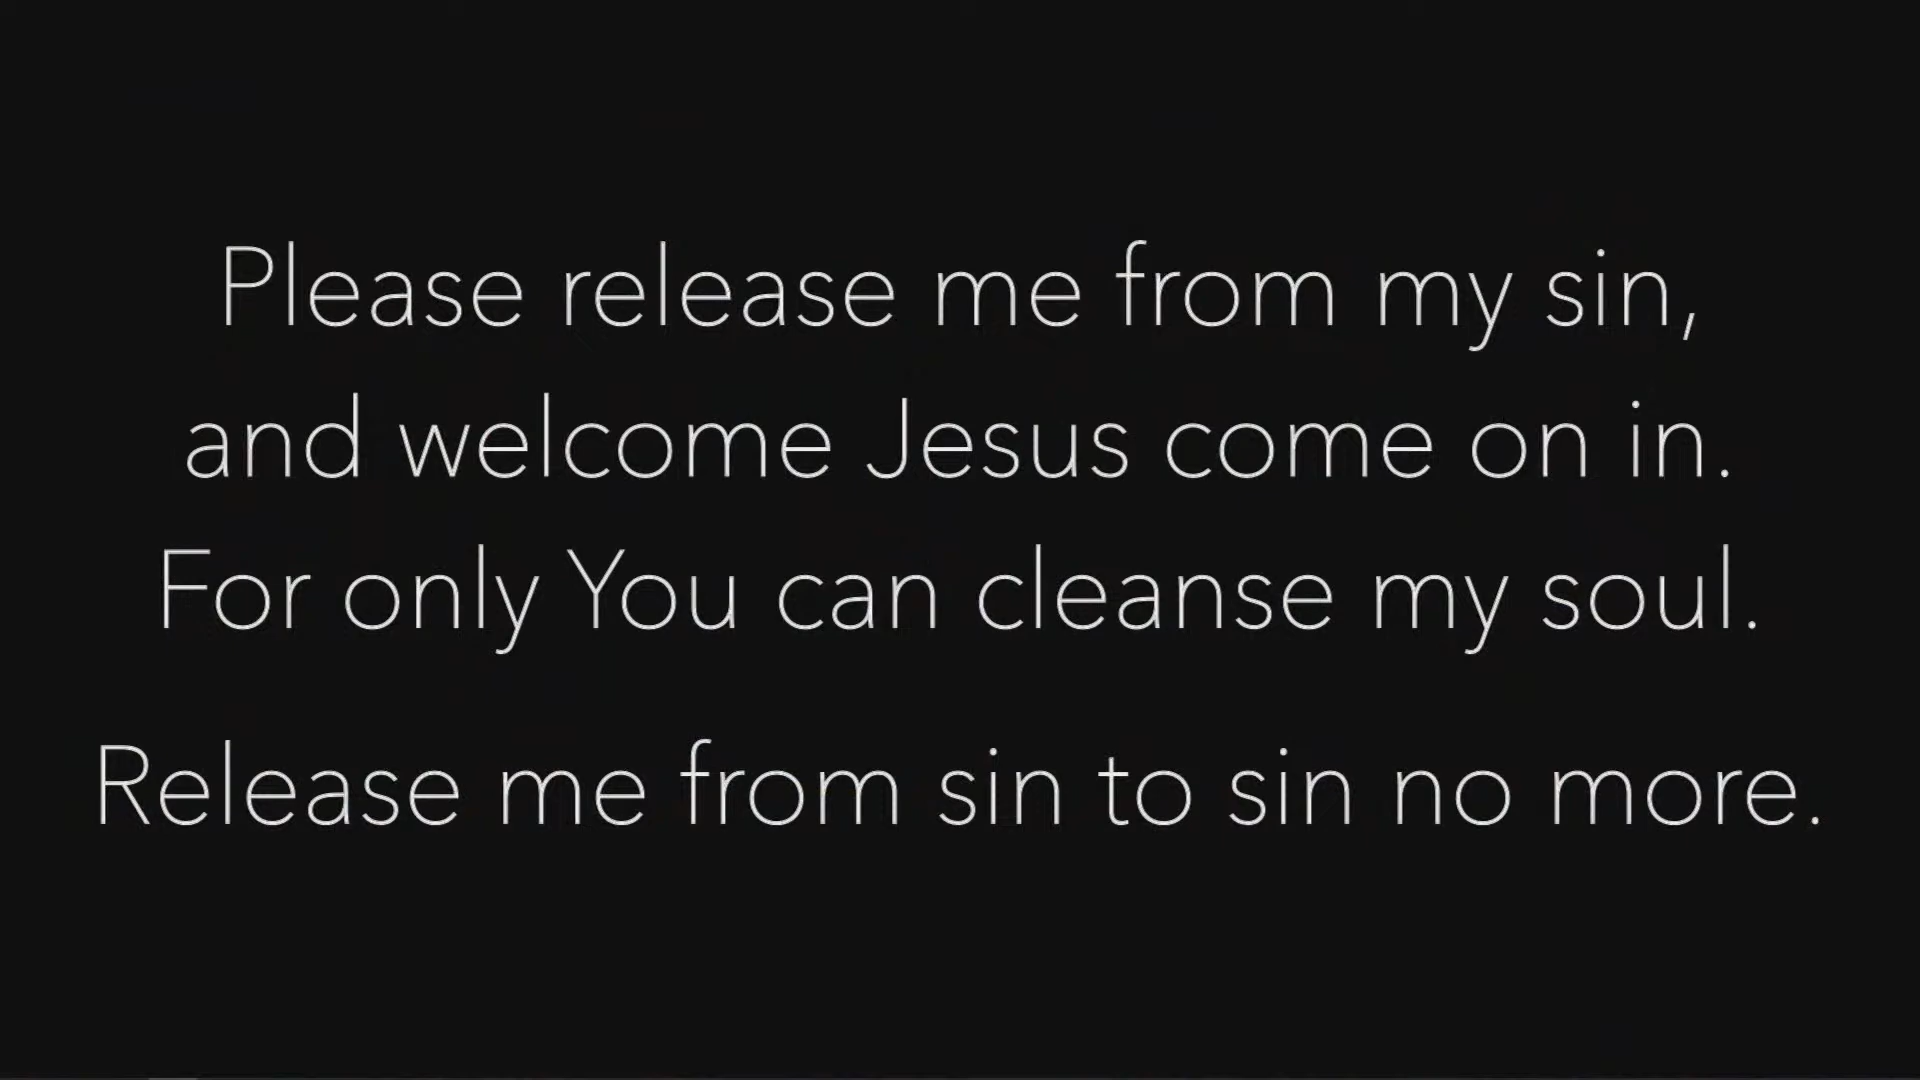 Please release me from my sin,
and welcome Jesus come on in.
For only You can cleanse my soul.
Release me from sin to sin no more.